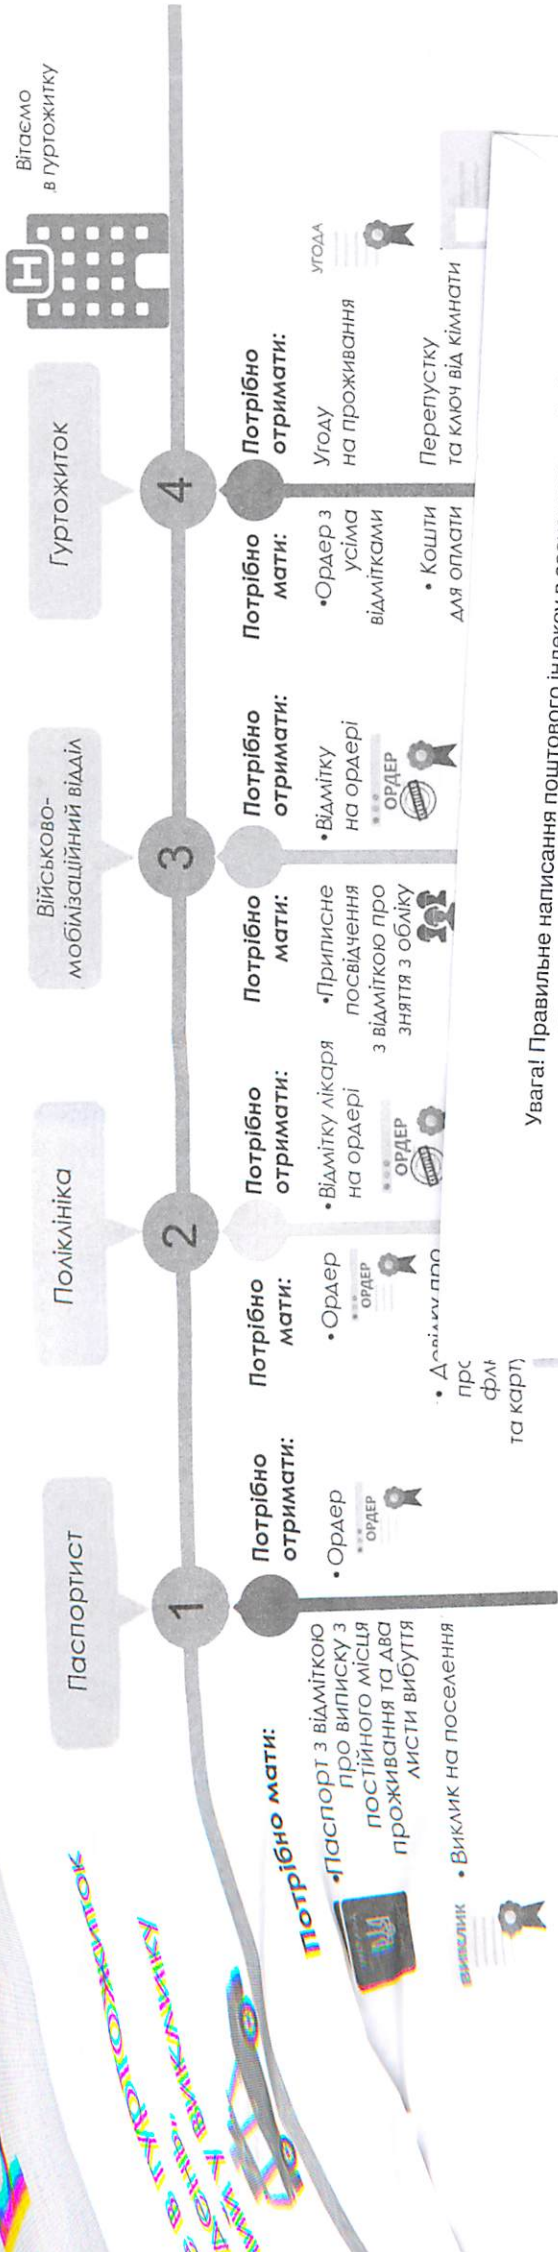 В ГУРТОЖИТОК
ВИКЛИКУ
Паспортист
1
Потрібно мати:
•Паспорт з відміткою
про виписку з
постійного місця
проживання та два
листи вибуття
ВИКЛИК
• Виклик на поселення
Потрібно
отримати:
• Ордер
ОРДЕР
Поліклініка
2
Потрібно
мати:
• Ордер
ОРДЕР
та карту
Потрібно
отримати:
• Відмітку лікаря
на ордері
ОРДЕР
Військово-
мобілізаційний відділ
3
Потрібно
мати:
•Приписне
посвідчення
з відміткою про
зняття з обліку
Потрібно
отримати:
• Відмітку
на ордері
ОРДЕР
Гуртожиток
4
Потрібно
мати:
•Ордер з
усіма
відмітками
• Кошти
для оплати
Потрібно
отримати:
Угоду
на проживання
УГОДА
Перепустку
та ключ від кімнати
H
Вітаємо
в гуртожитку
Увага! Правильне написання поштового індексу в